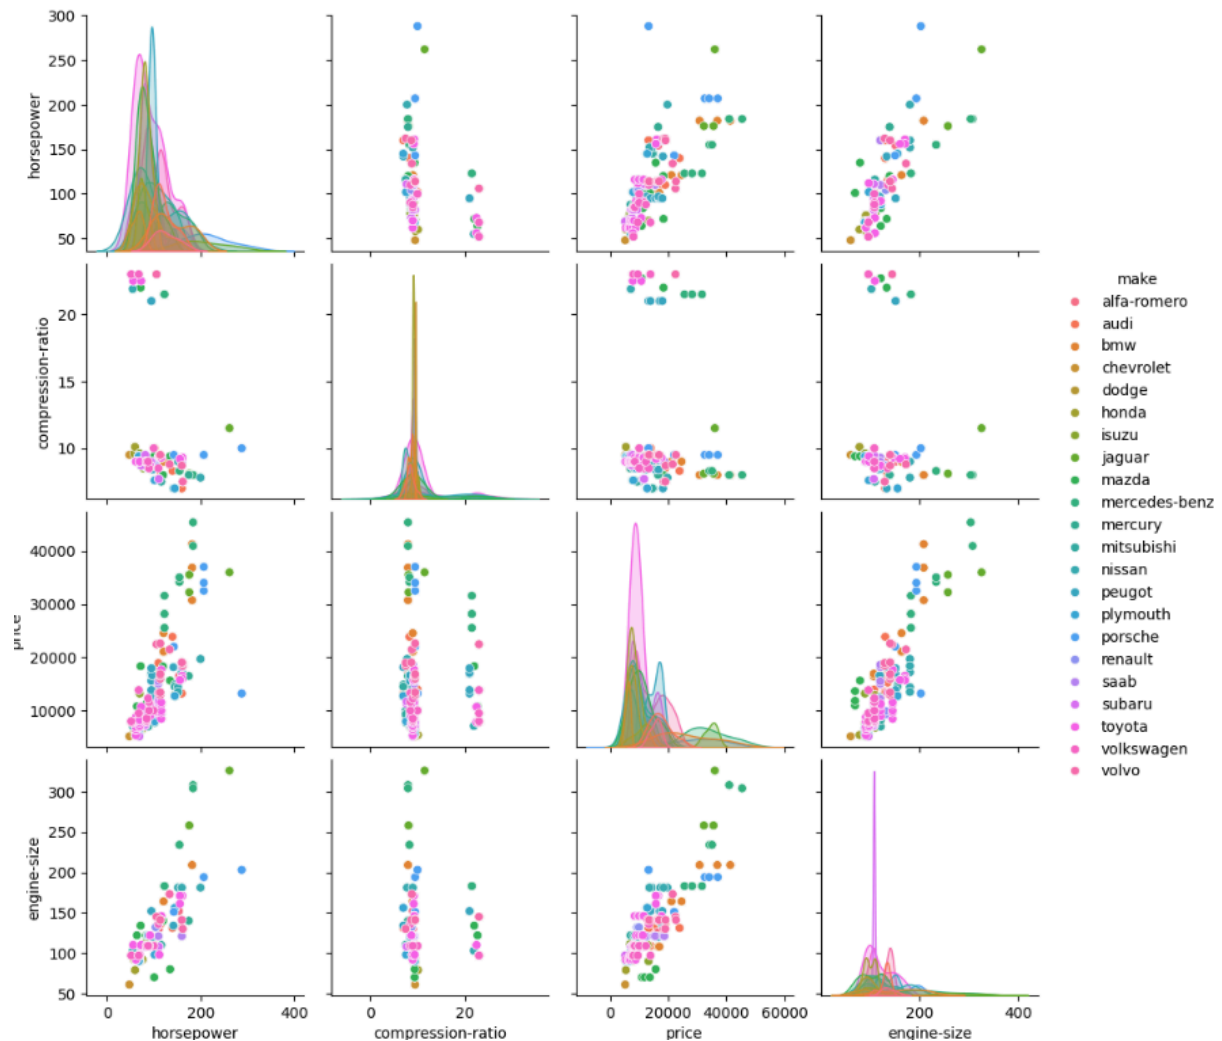 300
250
200
150
100
50
horsepower
20
15
10
compression-ratio
40000
30000
20000
10000
price
300
250
200
150
100
50
engine-size
0 200 400
horsepower
0 20
compression-ratio
0 20000 40000 60000
price
200 400
engine-size
make
alfa-romero
audi
bmw
chevrolet
dodge
honda
isuzu
jaguar
mazda
mercedes-benz
mercury
mitsubishi
nissan
peugot
plymouth
porsche
renault
saab
subaru
toyota
volkswagen
volvo